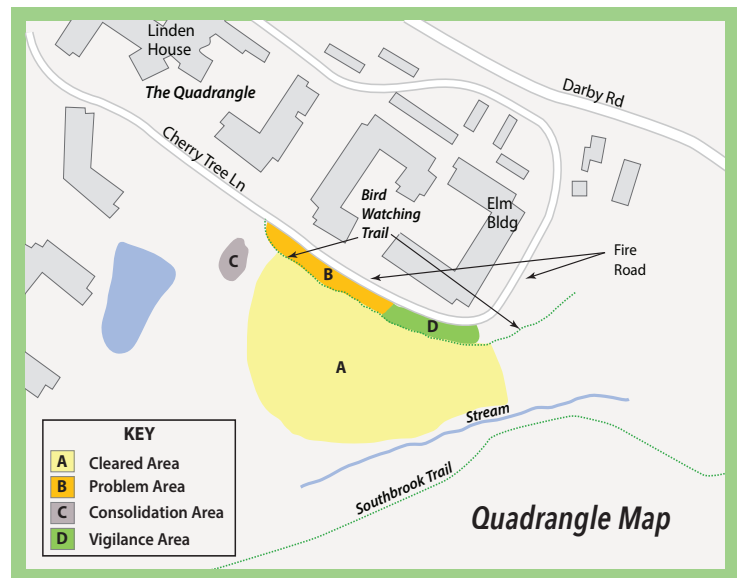 Linden
House
The Quadrangle
Darby Rd
Cherry Tree Ln
Bird
Watching
Trail
Elm
Bldg
Fire
Road
C
B
D
A
Stream
Southbrook Trail
KEY
A Cleared Area
B Problem Area
C Consolidation Area
D Vigilance Area
Quadrangle Map